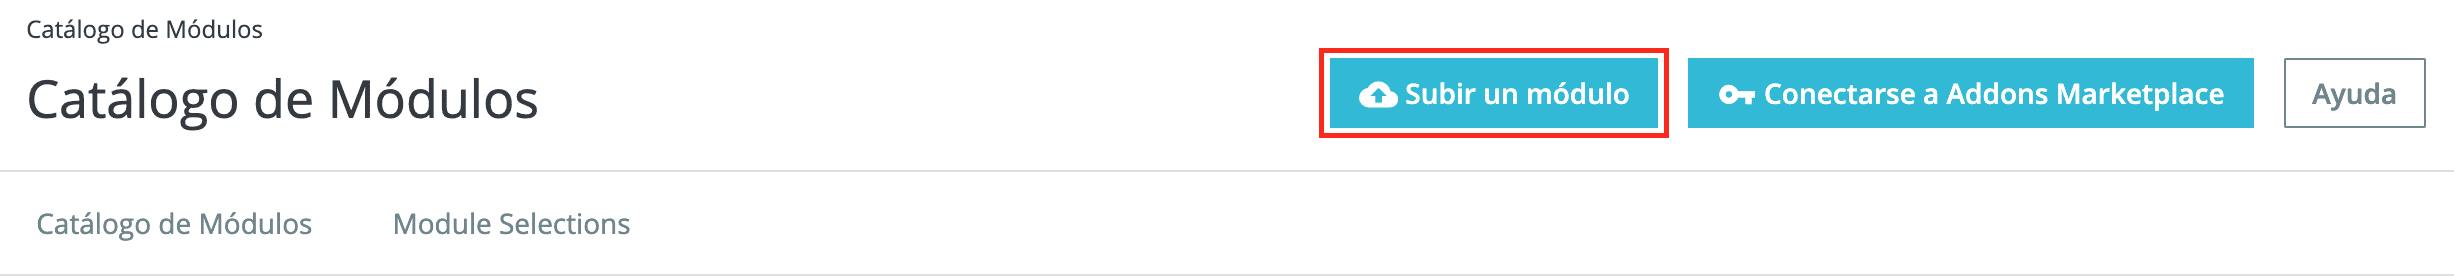 Catálogo de Módulos
Catálogo de Módulos
Subir un módulo
Conectarse a Addons Marketplace
Ayuda
Catálogo de Módulos
Module Selections